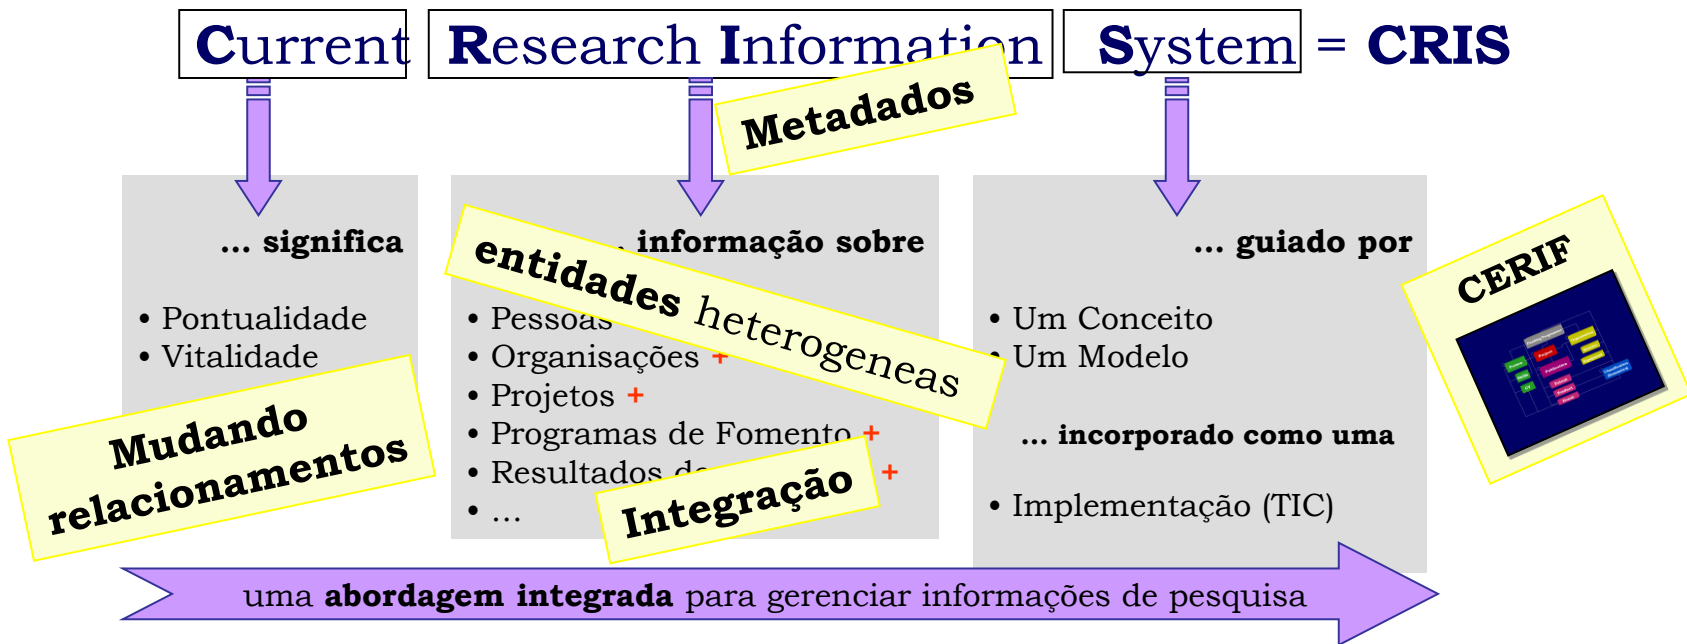 Current Research Information System = CRIS
Metadados
... significa
• Pontualidade
• Vitalidade
Mudando
relacionamentos
. informação sobre
entidades heterogeneas
• Pessoas
• Organisações +
• Projetos +
• Programas de Fomento +
• Resultados +
• ...
Integração
... guiado por
• Um Conceito
• Um Modelo
... incorporado como uma
• Implementação (TIC)
CERIF
uma abordagem integrada para gerenciar informações de pesquisa